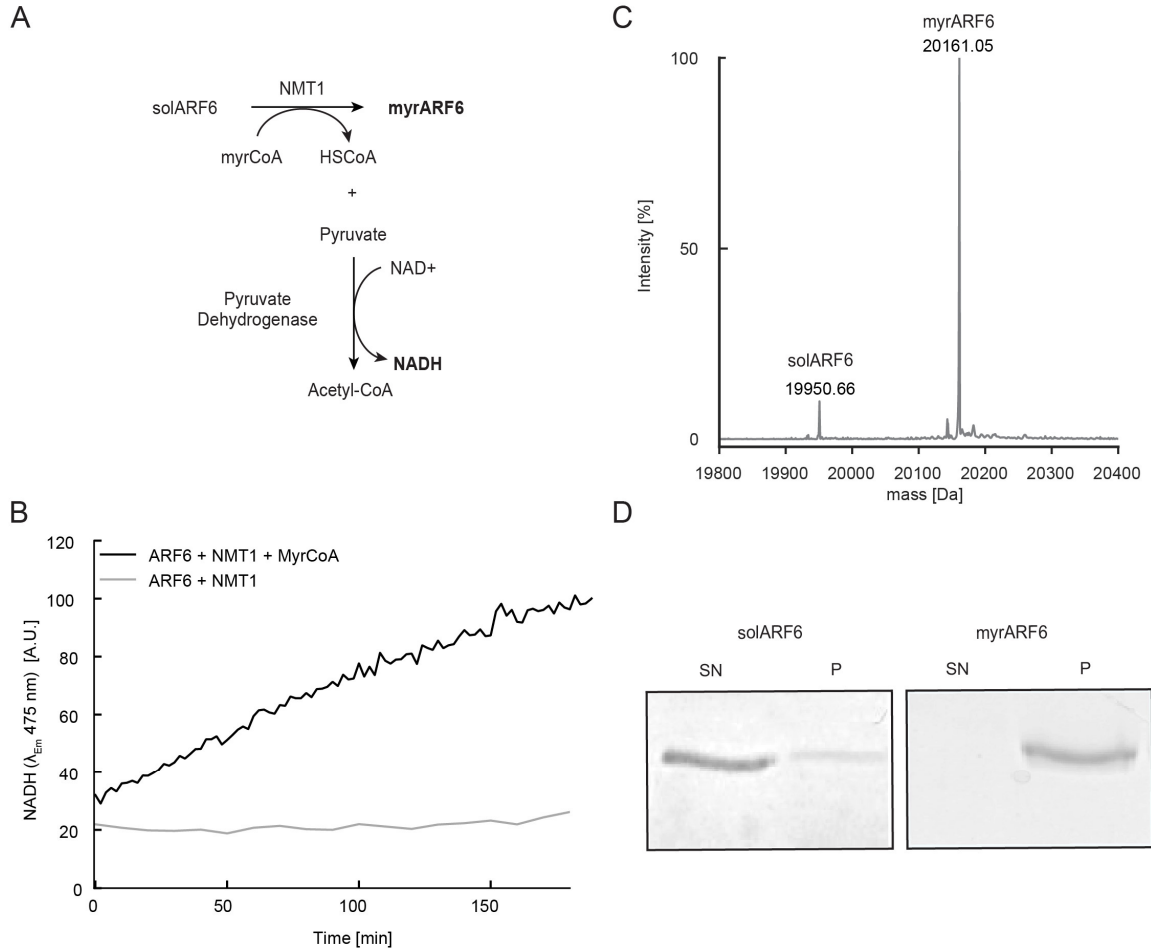 A
solARF6
NMT1
myrARF6
myrCoA
HSCoA
+
Pyruvate
NAD+
Pyruvate
Dehydrogenase
NADH
Acetyl-CoA
B
120
100
80
60
40
20
0
NADH (λEm 475 nm) [A.U.]
ARF6 + NMT1 + MyrCoA
ARF6 + NMT1
0 50 100 150
Time [min]
C
myrARF6
20161.05
100
50
0
Intensity [%]
solARF6
19950.66
19800 19900 20000 20100 20200 20300 20400
mass [Da]
D
solARF6
SN P
myrARF6
SN P